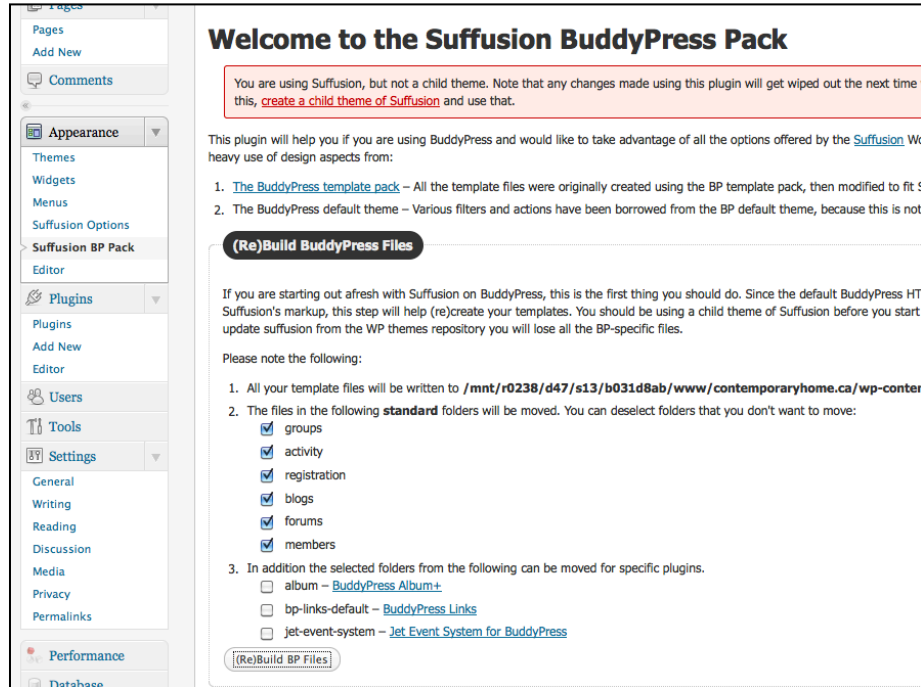 Pages
Pages
Add New
Comments
Appearance
Themes
Widgets
Menus
Suffusion Options
Suffusion BP Pack
Editor
Plugins
Plugins
Add New
Editor
Users
Tools
Settings
General
Writing
Reading
Discussion
Media
Privacy
Permalinks
Performance
Database
Welcome to the Suffusion BuddyPress Pack
You are using Suffusion, but not a child theme. Note that any changes made using this plugin will get wiped out the next time
this, create a child theme of Suffusion and use that.
This plugin will help you if you are using BuddyPress and would like to take advantage of all the options offered by the Suffusion Wo
heavy use of design aspects from:
1. The BuddyPress template pack – All the template files were originally created using the BP template pack, then modified to fit S
2. The BuddyPress default theme – Various filters and actions have been borrowed from the BP default theme, because this is not
(Re)Build BuddyPress Files
If you are starting out afresh with Suffusion on BuddyPress, this is the first thing you should do. Since the default BuddyPress HT
Suffusion's markup, this step will help (re)create your templates. You should be using a child theme of Suffusion before you start
update suffusion from the WP themes repository you will lose all the BP-specific files.
Please note the following:
1. All your template files will be written to /mnt/r0238/d47/s13/b031d8ab/www/contemporaryhome.ca/wp-conter
2. The files in the following standard folders will be moved. You can deselect folders that you don't want to move:
groups
activity
registration
blogs
forums
members
3. In addition the selected folders from the following can be moved for specific plugins.
album – BuddyPress Album+
bp-links-default – BuddyPress Links
jet-event-system – Jet Event System for BuddyPress
(Re)Build BP Files